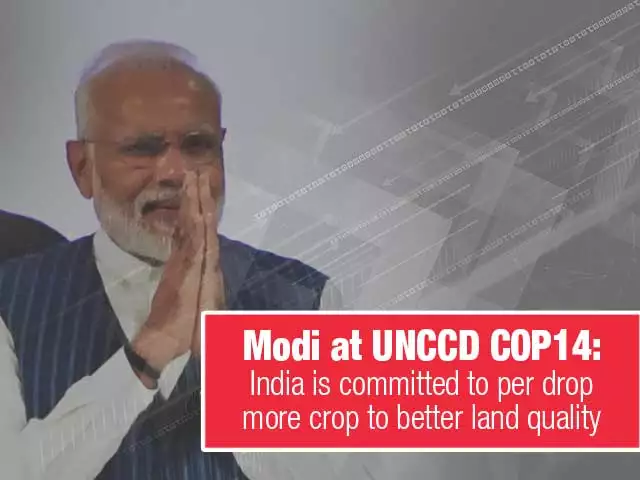 Modi at UNCCD COP14:
India is committed to per drop
more crop to better land quality